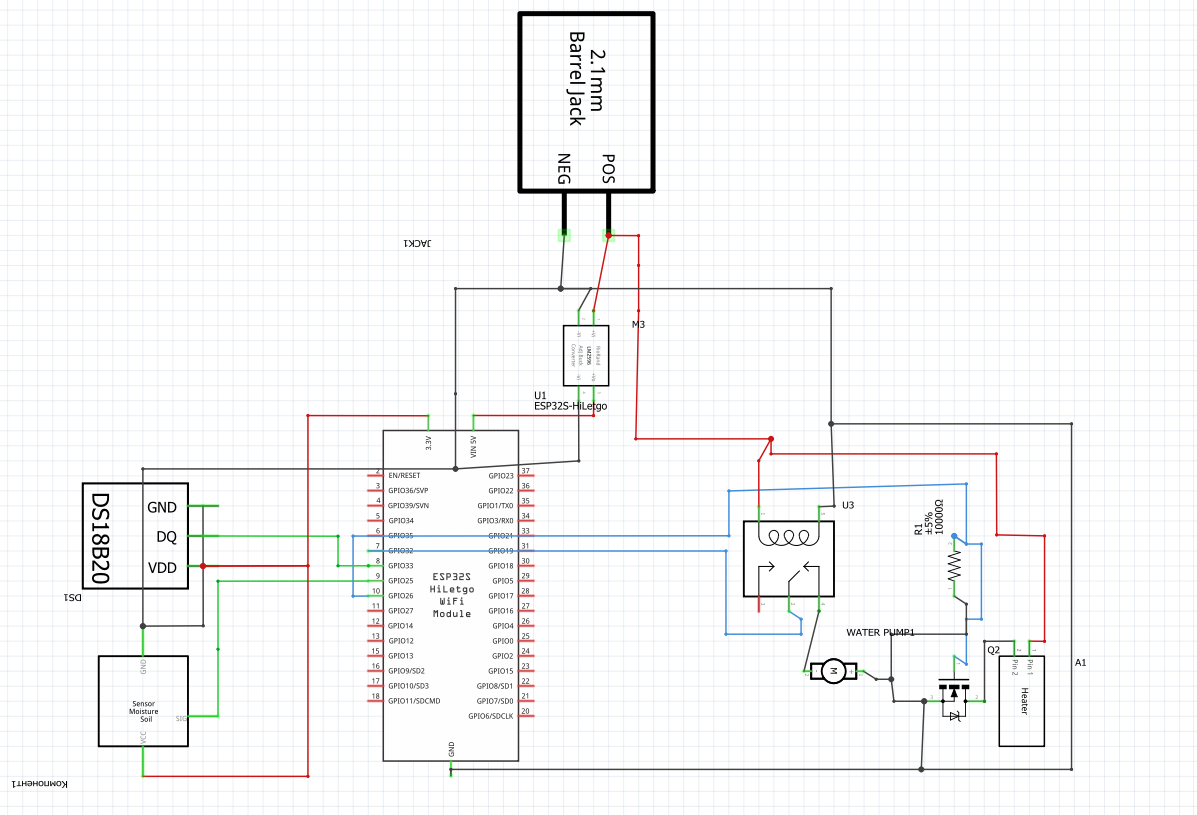 2.1mm
Barrel Jack
NEG
POS
JACK1
M3
HiLetgo
LM2596
Adj Buck
Converter
U1
ESP32S-HiLetgo
3.3V
VIN 5V
2
EN/RESET
3
GPIO36/SVP
4
GPIO39/SVN
5
GPIO34
6
GPIO35
7
GPIO32
8
GPIO33
9
GPIO25
10
GPIO26
11
GPIO27
12
GPIO14
13
GPIO12
14
GPIO13
15
GPIO9/SD2
16
GPIO10/SD3
17
GPIO11/SDCMD
18
37
GPIO23
36
GPIO22
35
GPIO1/TX0
34
GPIO3/RX0
33
GPIO21
31
GPIO19
30
GPIO18
29
GPIO5
28
GPIO17
27
GPIO16
26
GPIO4
25
GPIO0
24
GPIO2
23
GPIO15
22
GPIO8/SD1
21
GPIO7/SD0
20
GPIO6/SDCLK
ESP32S
HiLetgo
WiFi
Module
GND
DS18B20
GND
DQ
VDD
DS1
GND
Sensor
Moisture
Soil
SIG
VCC
Компонент1
U3
R1
±5%
10000Ω
WATER PUMP1
M
Q2
Pin 2
Pin 1
Heater
A1